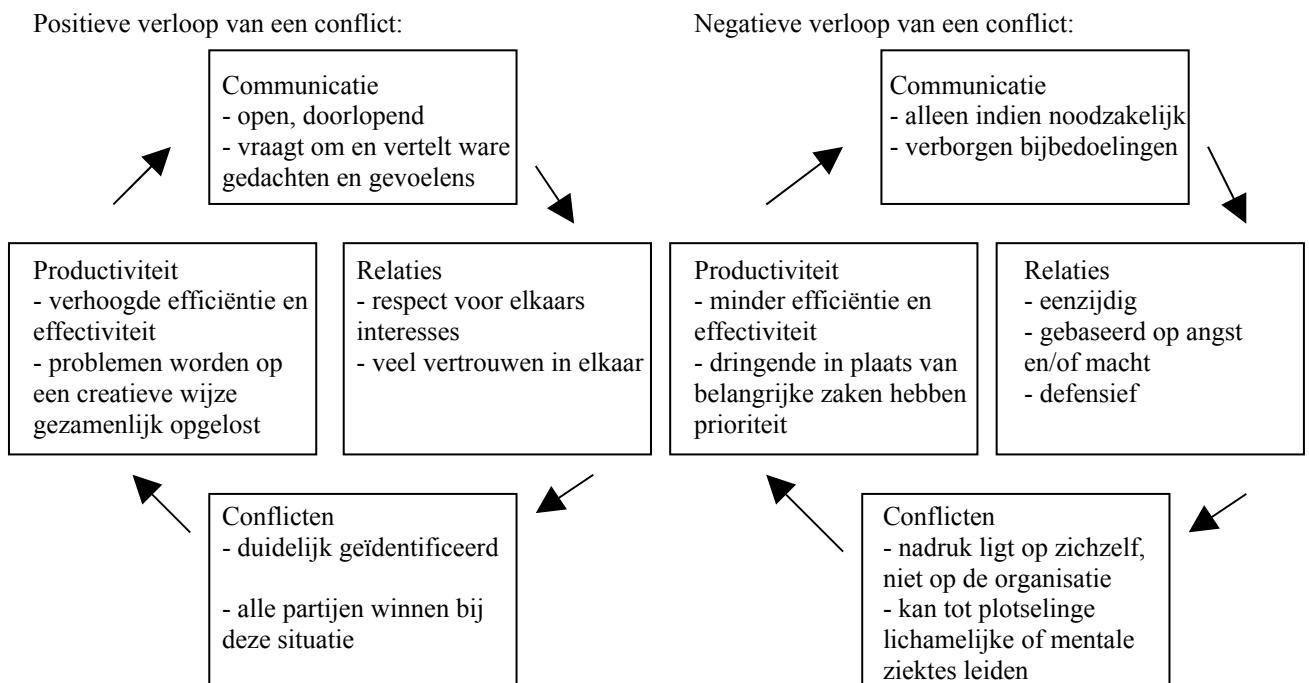 Positieve verloop van een conflict:
Communicatie
- open, doorlopend
- vraagt om en vertelt ware
gedachten en gevoelens
Productiviteit
- verhoogde efficiëntie en
effectiviteit
- problemen worden op
een creatieve wijze
gezamenlijk opgelost
Relaties
- respect voor elkaars
interesses
- veel vertrouwen in elkaar
Conflicten
- duidelijk geïdentificeerd
- alle partijen winnen bij
deze situatie
Negatieve verloop van een conflict:
Communicatie
- alleen indien noodzakelijk
- verborgen bijbedoelingen
Productiviteit
- minder efficiëntie en
effectiviteit
- dringende in plaats van
belangrijke zaken hebben
prioriteit
Relaties
- eenzijdig
- gebaseerd op angst
en/of macht
- defensief
Conflicten
- nadruk ligt op zichzelf,
niet op de organisatie
- kan tot plotselinge
lichamelijke of mentale
ziektes leiden